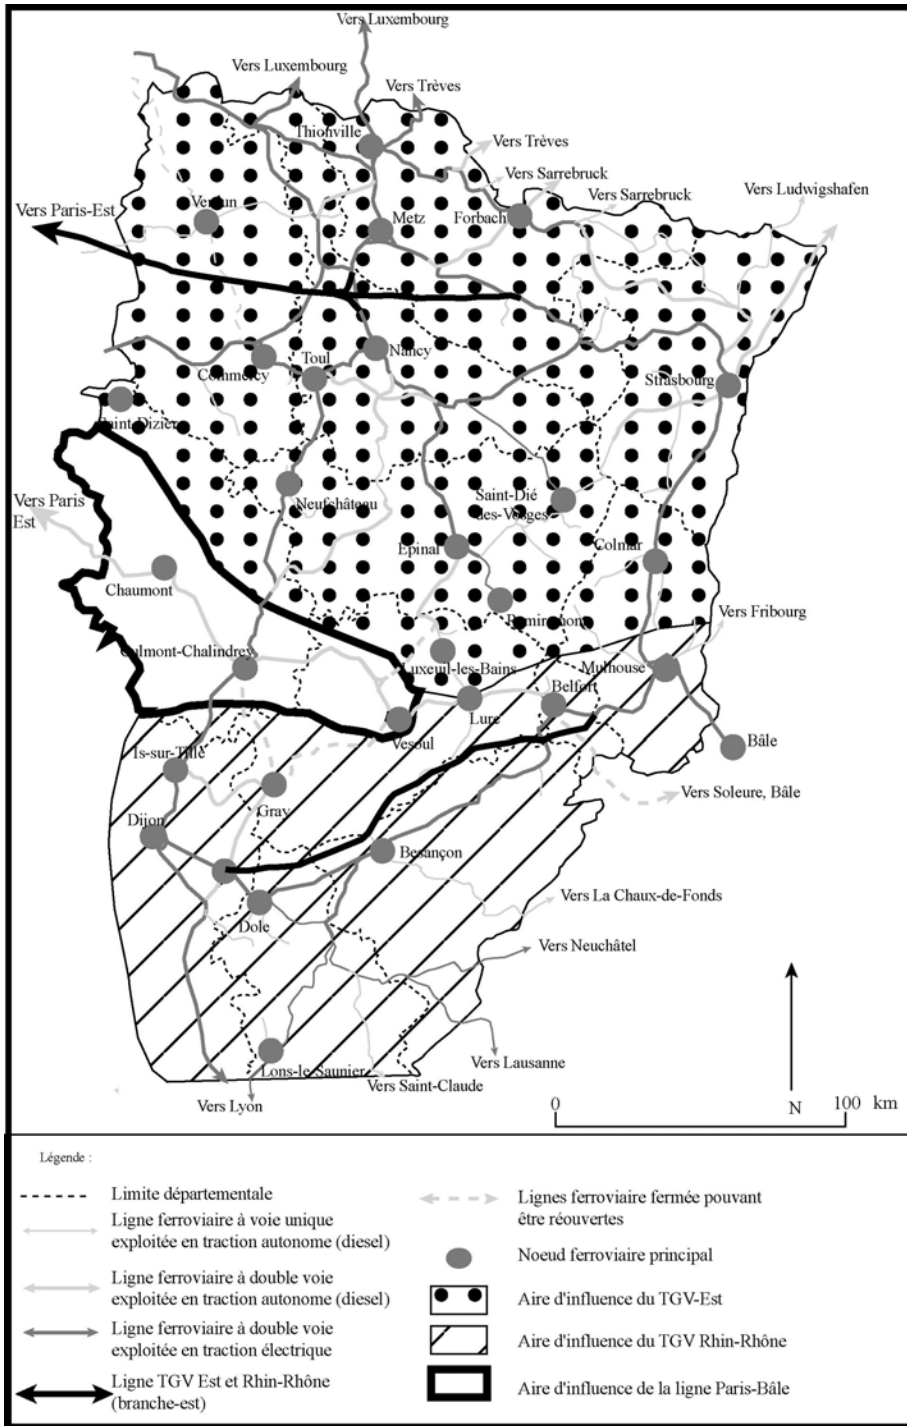 Vers Luxembourg
Vers Luxembourg
Vers Trèves
Thionville
Vers Trèves
Vers Sarrebruck
Vers Sarrebruck
Vers Ludwigshafen
Vers Paris-Est
Verdun
Metz
Forbach
Nancy
Toul
Commercy
Strasbourg
Saint-Dizier
Vers Paris
Est
Neufchâteau
Saint-Dié
des-Vosges
Epinal
Colmar
Chaumont
Remiremont
Vers Fribourg
Culmont-Chalindrey
Luxeuil-les-Bains
Mulhouse
Belfort
Lure
Vesoul
Bâle
Is-sur-Tille
Gray
Vers Soleure, Bâle
Dijon
Besançon
Vers La Chaux-de-Fonds
Dole
Vers Neuchâtel
Vers Lausanne
Lons-le Saunier
Vers Saint-Claude
Vers Lyon
N
0 100 km
Légende :
Limite départementale
Ligne ferroviaire à voie unique
exploitée en traction autonome (diesel)
Ligne ferroviaire à double voie
exploitée en traction autonome (diesel)
Ligne ferroviaire à double voie
exploitée en traction électrique
Ligne TGV Est et Rhin-Rhône
(branche-est)
Lignes ferroviaire fermée pouvant
être réouvertes
Noeud ferroviaire principal
Aire d'influence du TGV-Est
Aire d'influence du TGV Rhin-Rhône
Aire d'influence de la ligne Paris-Bâle